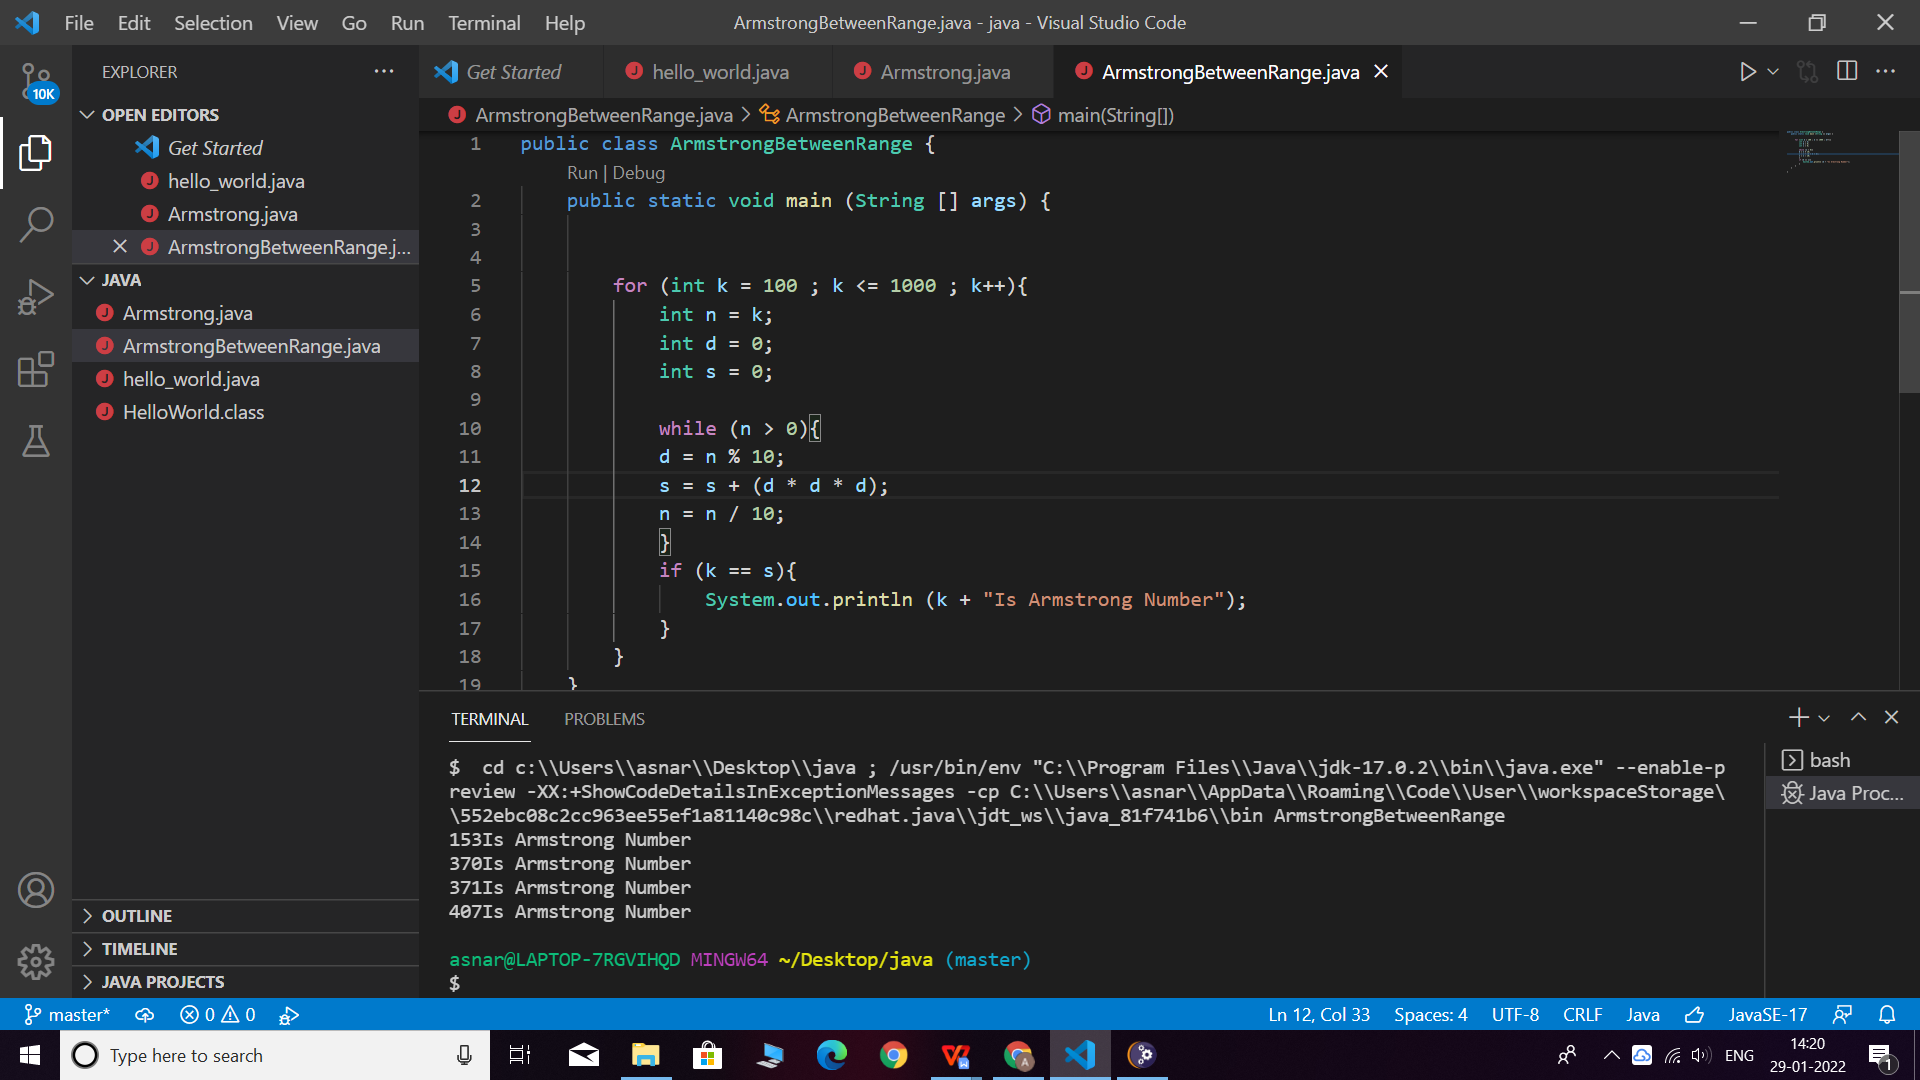 File Edit Selection View Go Run Terminal Help
ArmstrongBetweenRange.java - java - Visual Studio Code
10K
EXPLORER
OPEN EDITORS
Get Started
hello_world.java
Armstrong.java
ArmstrongBetweenRange.j...
JAVA
Armstrong.java
ArmstrongBetweenRange.java
hello_world.java
HelloWorld.class
OUTLINE
TIMELINE
JAVA PROJECTS
Get Started hello_world.java Armstrong.java ArmstrongBetweenRange.java
ArmstrongBetweenRange.java > ArmstrongBetweenRange > main(String[])
1 public class ArmstrongBetweenRange {
Run | Debug
2 public static void main (String [] args) {
3
4
5 for (int k = 100 ; k <= 1000 ; k++){
6 int n = k;
7 int d = 0;
8 int s = 0;
9
10 while (n > 0){
11 d = n % 10;
12 s = s + (d * d * d);
13 n = n / 10;
14 }
15 if (k == s){
16 System.out.println (k + "Is Armstrong Number");
17 }
18 }
19 }
TERMINAL PROBLEMS
$ cd c:\\Users\\asnar\\Desktop\\java ; /usr/bin/env "C:\\Program Files\\Java\\jdk-17.0.2\\bin\\java.exe" --enable-p
review -XX:+ShowCodeDetailsInExceptionMessages -cp C:\\Users\\asnar\\AppData\\Roaming\\Code\\User\\workspaceStorage\
\552ebc08c2cc963ee55ef1a81140c98c\\redhat.java\\jdt_ws\\java_81f741b6\\bin ArmstrongBetweenRange
153Is Armstrong Number
370Is Armstrong Number
371Is Armstrong Number
407Is Armstrong Number
asnar@LAPTOP-7RGVIHQD MINGW64 ~/Desktop/java (master)
$
bash
Java Proc...
master* 0 0
Ln 12, Col 33 Spaces: 4 UTF-8 CRLF Java JavaSE-17
Type here to search
ENG
14:20
29-01-2022
1